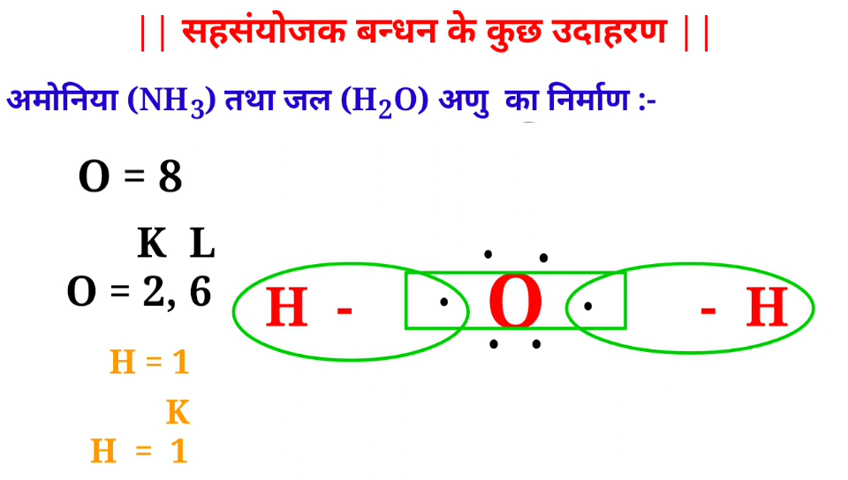 || सहसंयोजक बन्धन के कुछ उदाहरण ||
अमोनिया (NH₃) तथा जल (H₂O) अणु का निर्माण :-
O = 8
K L
O = 2, 6
H - O - H
H = 1
K
H = 1